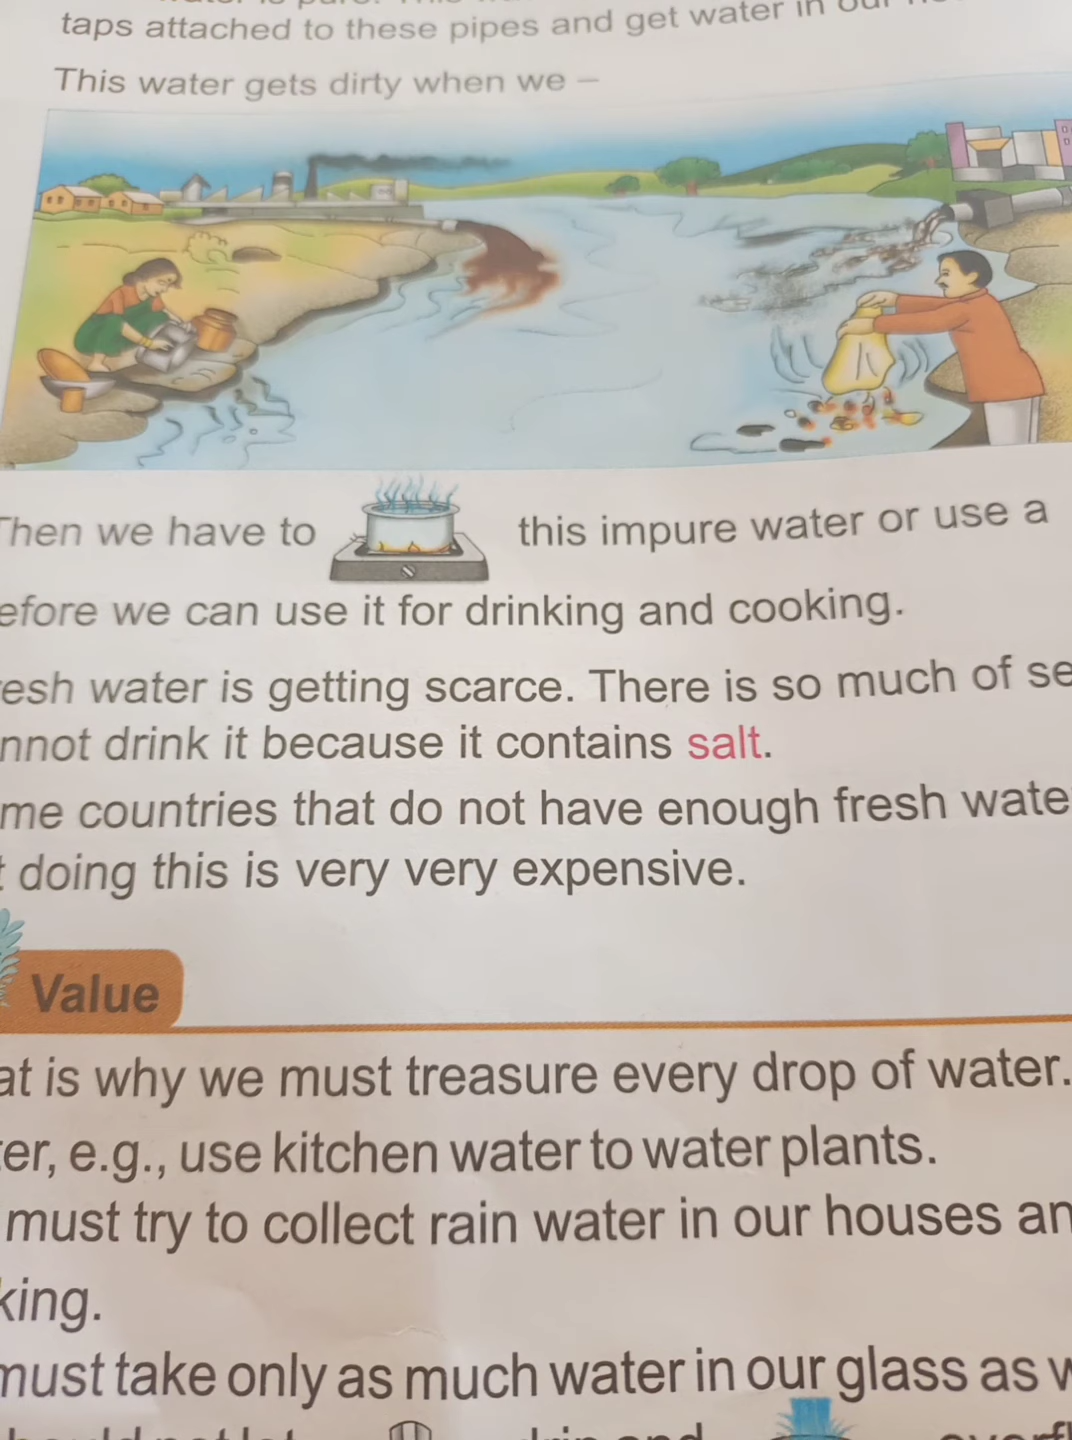 taps attached to these pipes and get water in our
This water gets dirty when we –
Then we have to this impure water or use a
efore we can use it for drinking and cooking.
resh water is getting scarce. There is so much of se
nnot drink it because it contains salt.
me countries that do not have enough fresh wate
t doing this is very very expensive.
Value
at is why we must treasure every drop of water.
ter, e.g., use kitchen water to water plants.
must try to collect rain water in our houses an
king.
must take only as much water in our glass as w